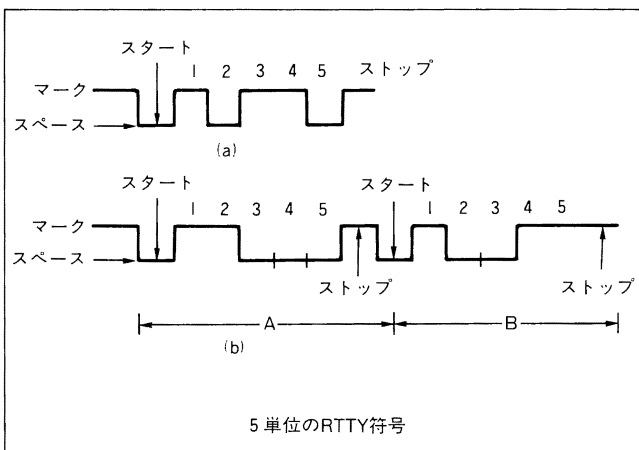 スタート
1 2 3 4 5 ストップ
マーク
スペース
(a)
スタート スタート
1 2 3 4 5 1 2 3 4 5
マーク
スペース
ストップ ストップ
A B
(b)
5単位のRTTY符号